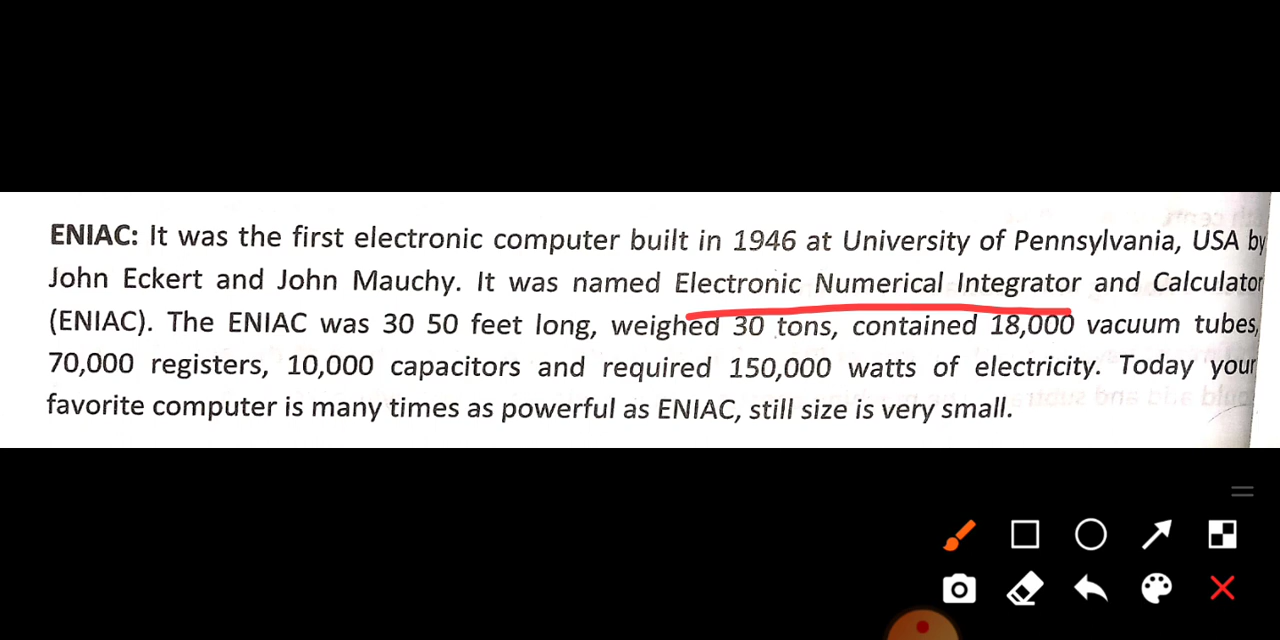 ENIAC: It was the first electronic computer built in 1946 at University of Pennsylvania, USA by
John Eckert and John Mauchy. It was named Electronic Numerical Integrator and Calculator
(ENIAC). The ENIAC was 30 50 feet long, weighed 30 tons, contained 18,000 vacuum tubes,
70,000 registers, 10,000 capacitors and required 150,000 watts of electricity. Today your
favorite computer is many times as powerful as ENIAC, still size is very small.